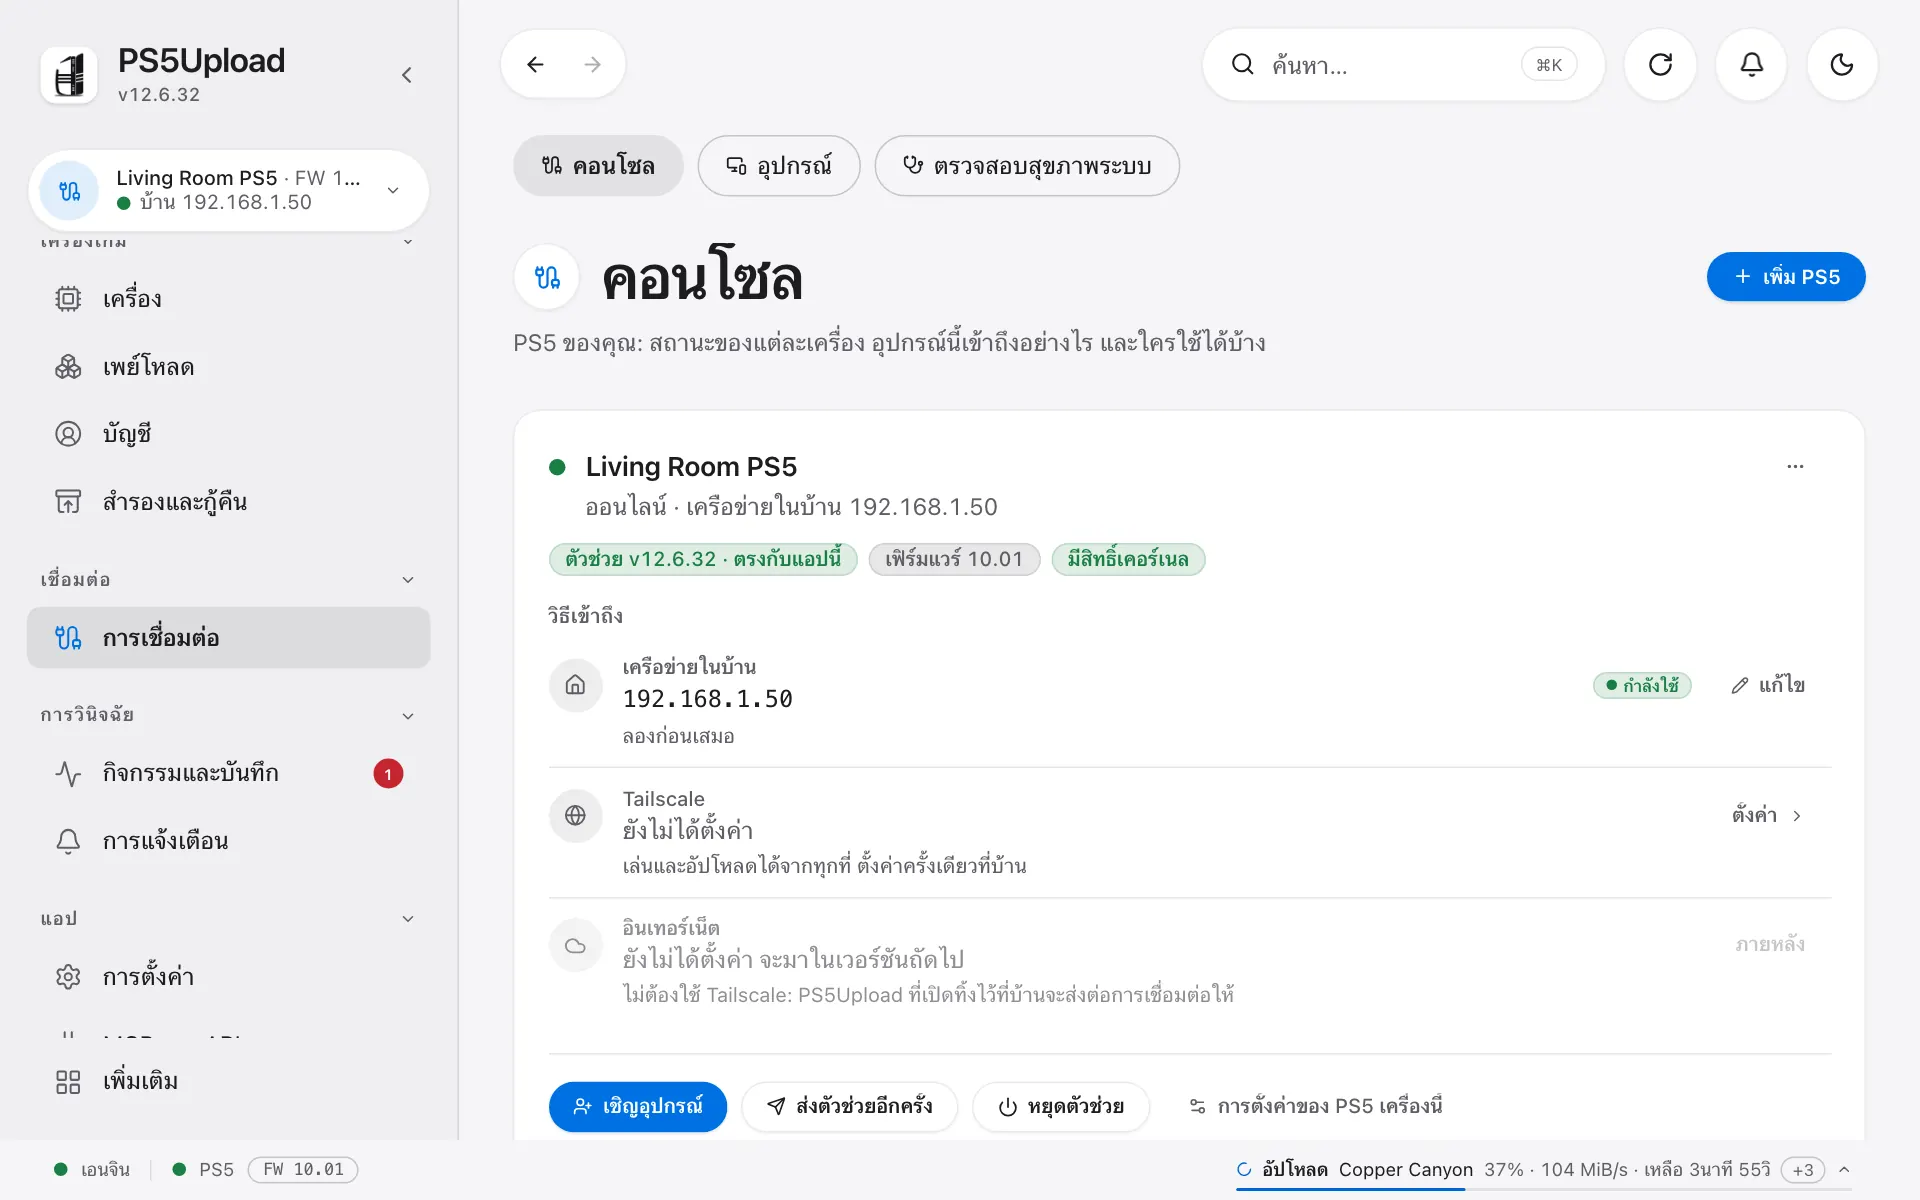 PS5Upload
v12.6.32
Living Room PS5 · FW 1...
บ้าน 192.168.1.50
เครื่องเกม
เครื่อง
เพย์โหลด
บัญชี
สำรองและกู้คืน
เชื่อมต่อ
การเชื่อมต่อ
การวินิจฉัย
กิจกรรมและบันทึก
1
การแจ้งเตือน
แอป
การตั้งค่า
เพิ่มเติม
ค้นหา...
⌘K
คอนโซล
อุปกรณ์
ตรวจสอบสุขภาพระบบ
คอนโซล
เพิ่ม PS5
PS5 ของคุณ: สถานะของแต่ละเครื่อง อุปกรณ์นี้เข้าถึงอย่างไร และใครใช้ได้บ้าง
Living Room PS5
ออนไลน์ · เครือข่ายในบ้าน 192.168.1.50
ตัวช่วย v12.6.32 · ตรงกับแอปนี้
เฟิร์มแวร์ 10.01
มีสิทธิ์เคอร์เนล
วิธีเข้าถึง
เครือข่ายในบ้าน
192.168.1.50
ลองก่อนเสมอ
กำลังใช้
แก้ไข
Tailscale
ยังไม่ได้ตั้งค่า
เล่นและอัปโหลดได้จากทุกที่ ตั้งค่าครั้งเดียวที่บ้าน
ตั้งค่า
อินเทอร์เน็ต
ยังไม่ได้ตั้งค่า จะมาในเวอร์ชันถัดไป
ไม่ต้องใช้ Tailscale: PS5Upload ที่เปิดทิ้งไว้ที่บ้านจะส่งต่อการเชื่อมต่อให้
ภายหลัง
เชิญอุปกรณ์
ส่งตัวช่วยอีกครั้ง
หยุดตัวช่วย
การตั้งค่าของ PS5 เครื่องนี้
เอนจิน
PS5
FW 10.01
อัปโหลด Copper Canyon 37% · 104 MiB/s · เหลือ 3นาที 55วิ
+3